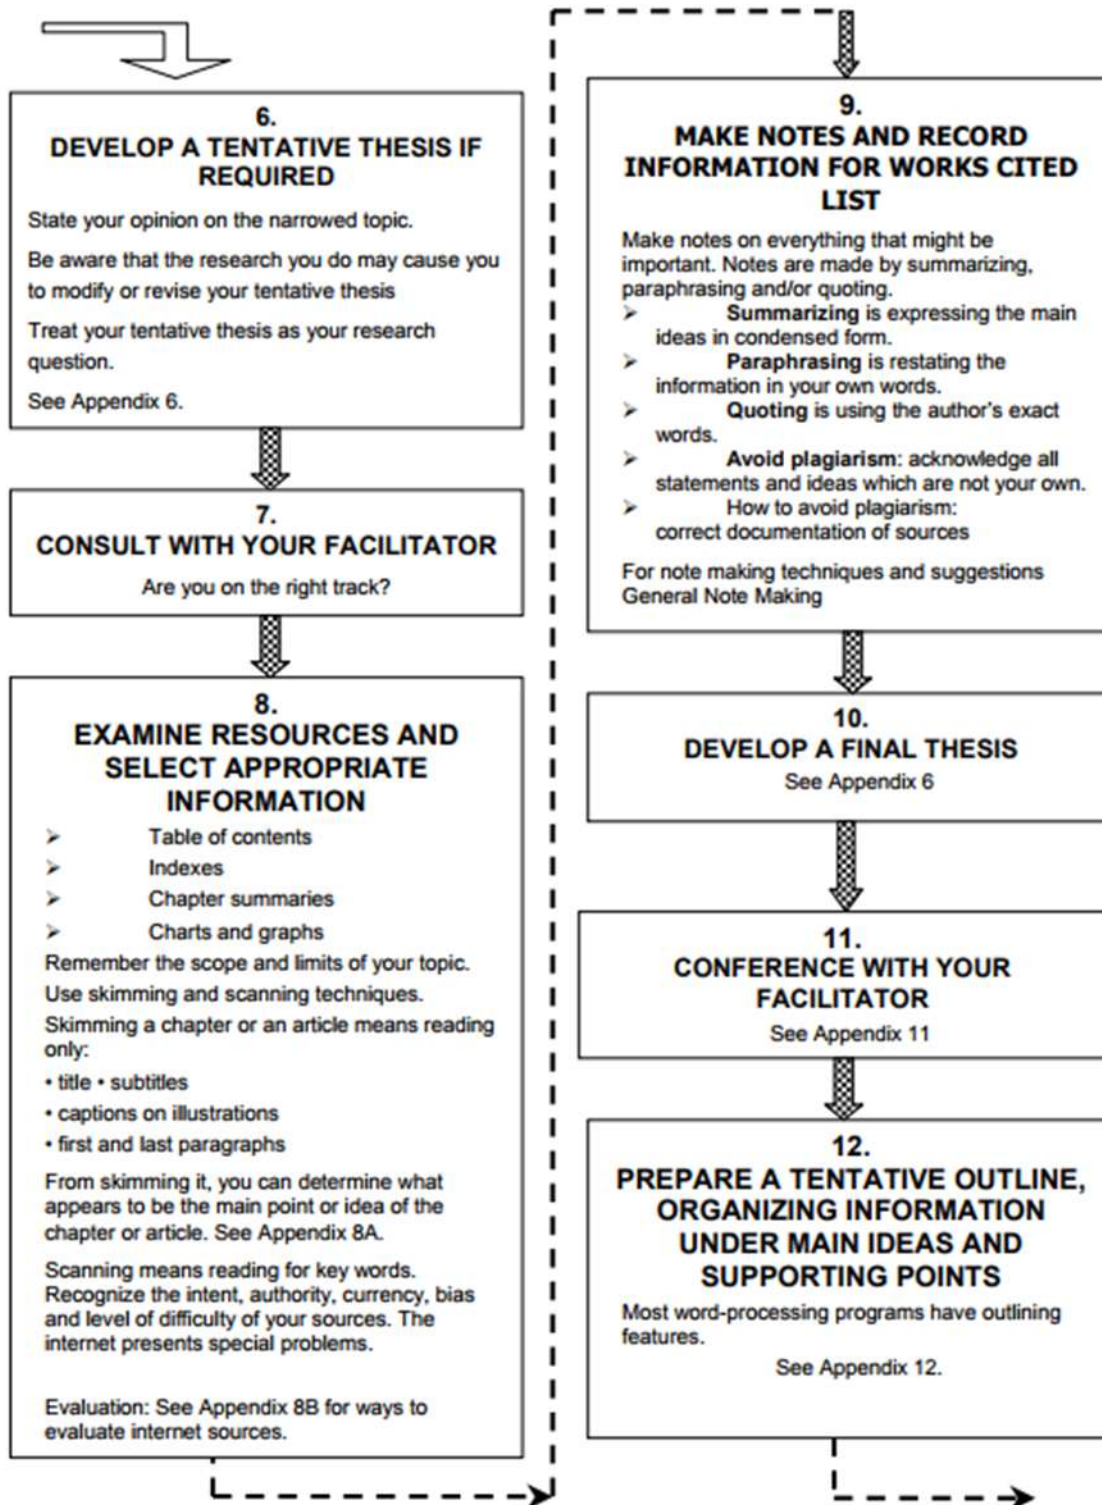 6.
DEVELOP A TENTATIVE THESIS IF
REQUIRED
State your opinion on the narrowed topic.
Be aware that the research you do may cause you
to modify or revise your tentative thesis
Treat your tentative thesis as your research
question.
See Appendix 6.
7.
CONSULT WITH YOUR FACILITATOR
Are you on the right track?
8.
EXAMINE RESOURCES AND
SELECT APPROPRIATE
INFORMATION
➢ Table of contents
➢ Indexes
➢ Chapter summaries
➢ Charts and graphs
Remember the scope and limits of your topic.
Use skimming and scanning techniques.
Skimming a chapter or an article means reading
only:
• title • subtitles
• captions on illustrations
• first and last paragraphs
From skimming it, you can determine what
appears to be the main point or idea of the
chapter or article. See Appendix 8A.
Scanning means reading for key words.
Recognize the intent, authority, currency, bias
and level of difficulty of your sources. The
internet presents special problems.
Evaluation: See Appendix 8B for ways to
evaluate internet sources.
9.
MAKE NOTES AND RECORD
INFORMATION FOR WORKS CITED
LIST
Make notes on everything that might be
important. Notes are made by summarizing,
paraphrasing and/or quoting.
➢ Summarizing is expressing the main
ideas in condensed form.
➢ Paraphrasing is restating the
information in your own words.
➢ Quoting is using the author's exact
words.
➢ Avoid plagiarism: acknowledge all
statements and ideas which are not your own.
➢ How to avoid plagiarism:
correct documentation of sources
For note making techniques and suggestions
General Note Making
10.
DEVELOP A FINAL THESIS
See Appendix 6
11.
CONFERENCE WITH YOUR
FACILITATOR
See Appendix 11
12.
PREPARE A TENTATIVE OUTLINE,
ORGANIZING INFORMATION
UNDER MAIN IDEAS AND
SUPPORTING POINTS
Most word-processing programs have outlining
features.
See Appendix 12.